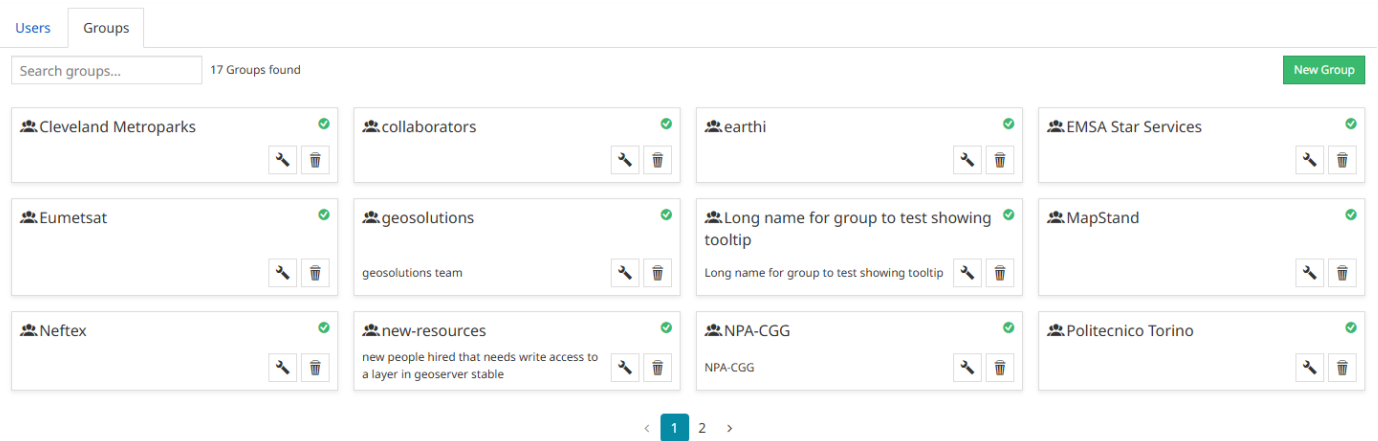 Users
Groups
Search groups...
17 Groups found
New Group
Cleveland Metroparks
collaborators
earthi
EMSA Star Services
Eumetsat
geosolutions
geosolutions team
Long name for group to test showing
tooltip
Long name for group to test showing tooltip
MapStand
Neftex
new-resources
new people hired that needs write access to
a layer in geoserver stable
NPA-CGG
NPA-CGG
Politecnico Torino
‹ 1 2 ›